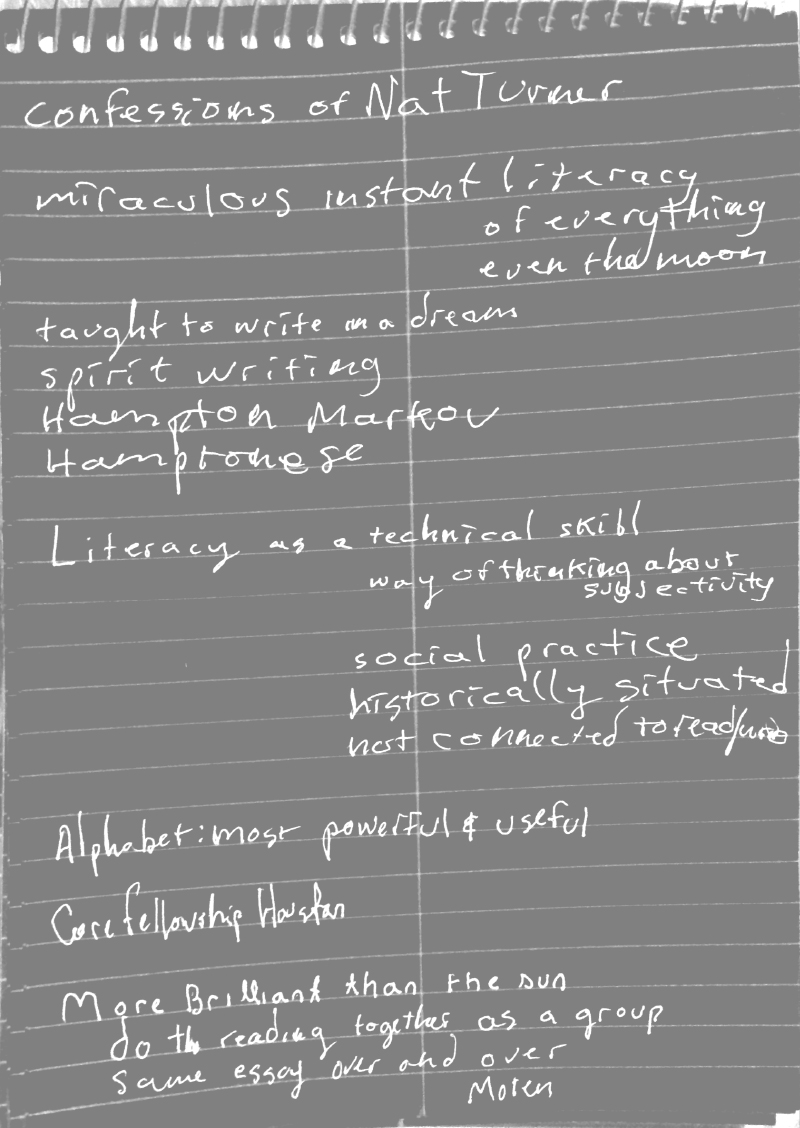 Confessions of Nat Turner
miraculous instant literacy
of everything
even the moon
taught to write in a dream
spirit writing
Hampton Markov
Hamptonese
Literacy as a technical skill
way of thinking about
subjectivity
social practice
historically situated
not connected to read/
Alphabet: most powerful & useful
Core fellowship Houston
More Brilliant than the sun
do the reading together as a group
same essay over and over
Moten